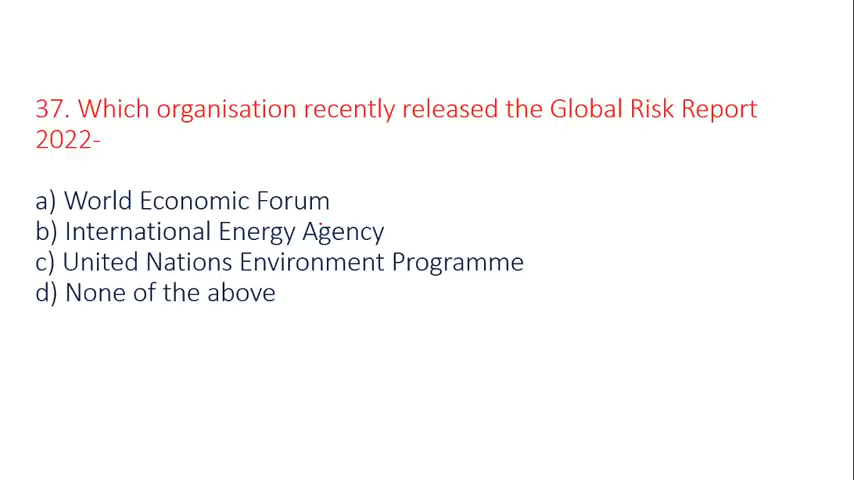 37. Which organisation recently released the Global Risk Report
2022-
a) World Economic Forum
b) International Energy Agency
c) United Nations Environment Programme
d) None of the above